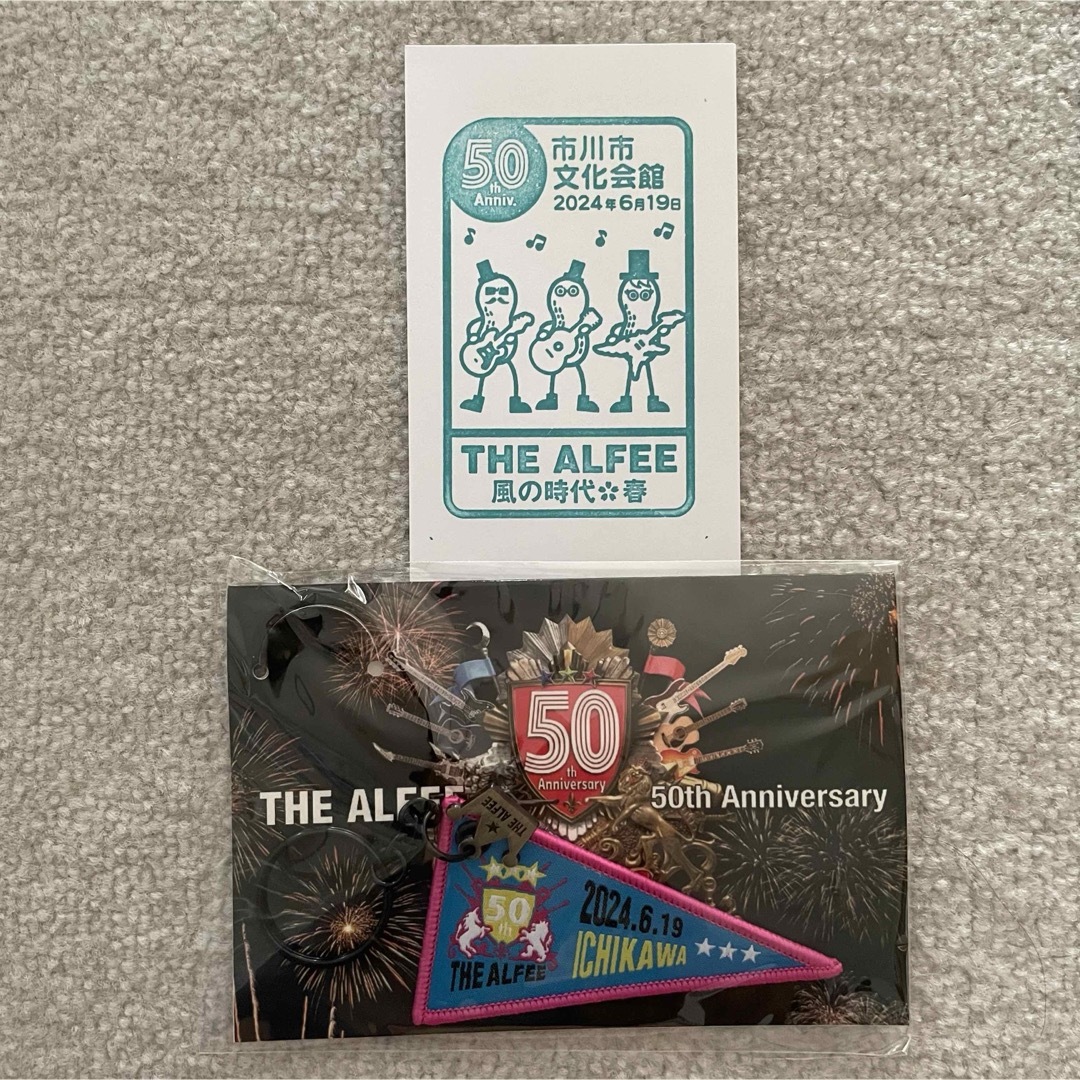 50
th
Anniv.
市川市
文化会館
2024年6月19日
THE ALFEE
風の時代✽春
50
th
Anniversary
THE ALFEE
50th Anniversary
THE ALFEE
50
th
THE ALFEE
2024.6.19
ICHIKAWA ★★★